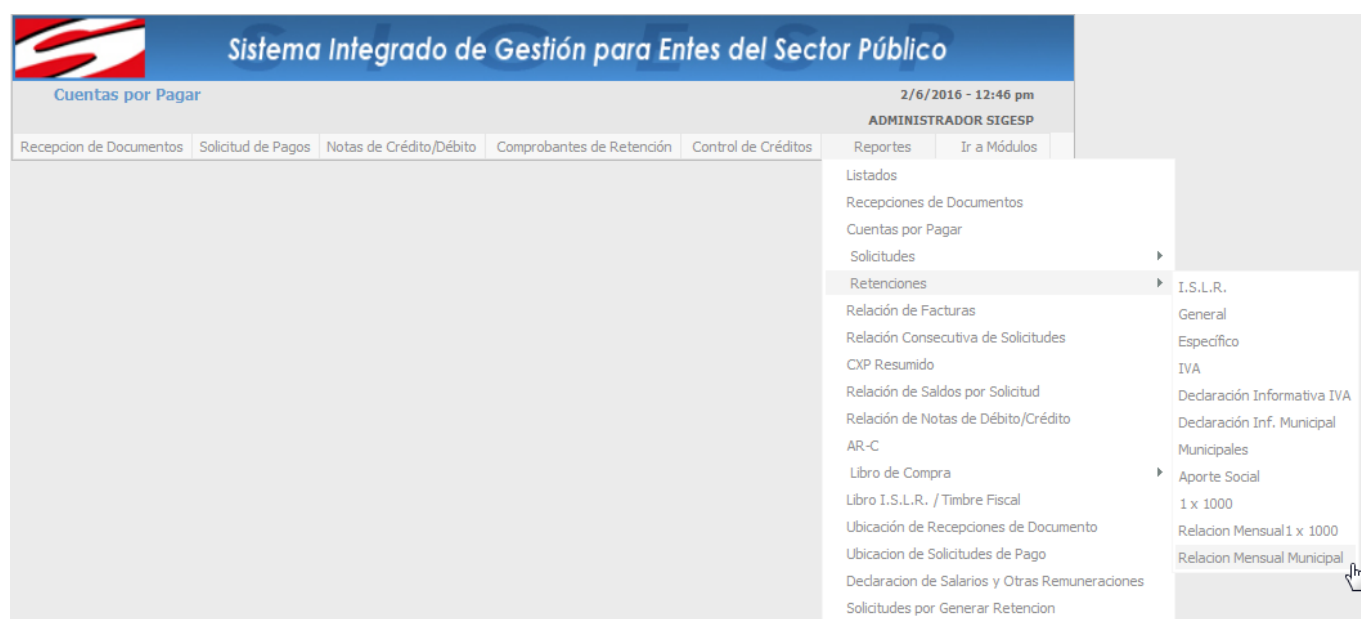 Sistema Integrado de Gestión para Entes del Sector Público
S I G E S P
Cuentas por Pagar
2/6/2016 - 12:46 pm
ADMINISTRADOR SIGESP
Recepcion de Documentos Solicitud de Pagos Notas de Crédito/Débito Comprobantes de Retención Control de Créditos Reportes Ir a Módulos
Listados
Recepciones de Documentos
Cuentas por Pagar
Solicitudes
Retenciones
Relación de Facturas
Relación Consecutiva de Solicitudes
CXP Resumido
Relación de Saldos por Solicitud
Relación de Notas de Débito/Crédito
AR-C
Libro de Compra
Libro I.S.L.R. / Timbre Fiscal
Ubicación de Recepciones de Documento
Ubicacion de Solicitudes de Pago
Declaracion de Salarios y Otras Remuneraciones
Solicitudes por Generar Retencion
I.S.L.R.
General
Específico
IVA
Declaración Informativa IVA
Declaración Inf. Municipal
Municipales
Aporte Social
1 x 1000
Relacion Mensual1 x 1000
Relacion Mensual Municipal